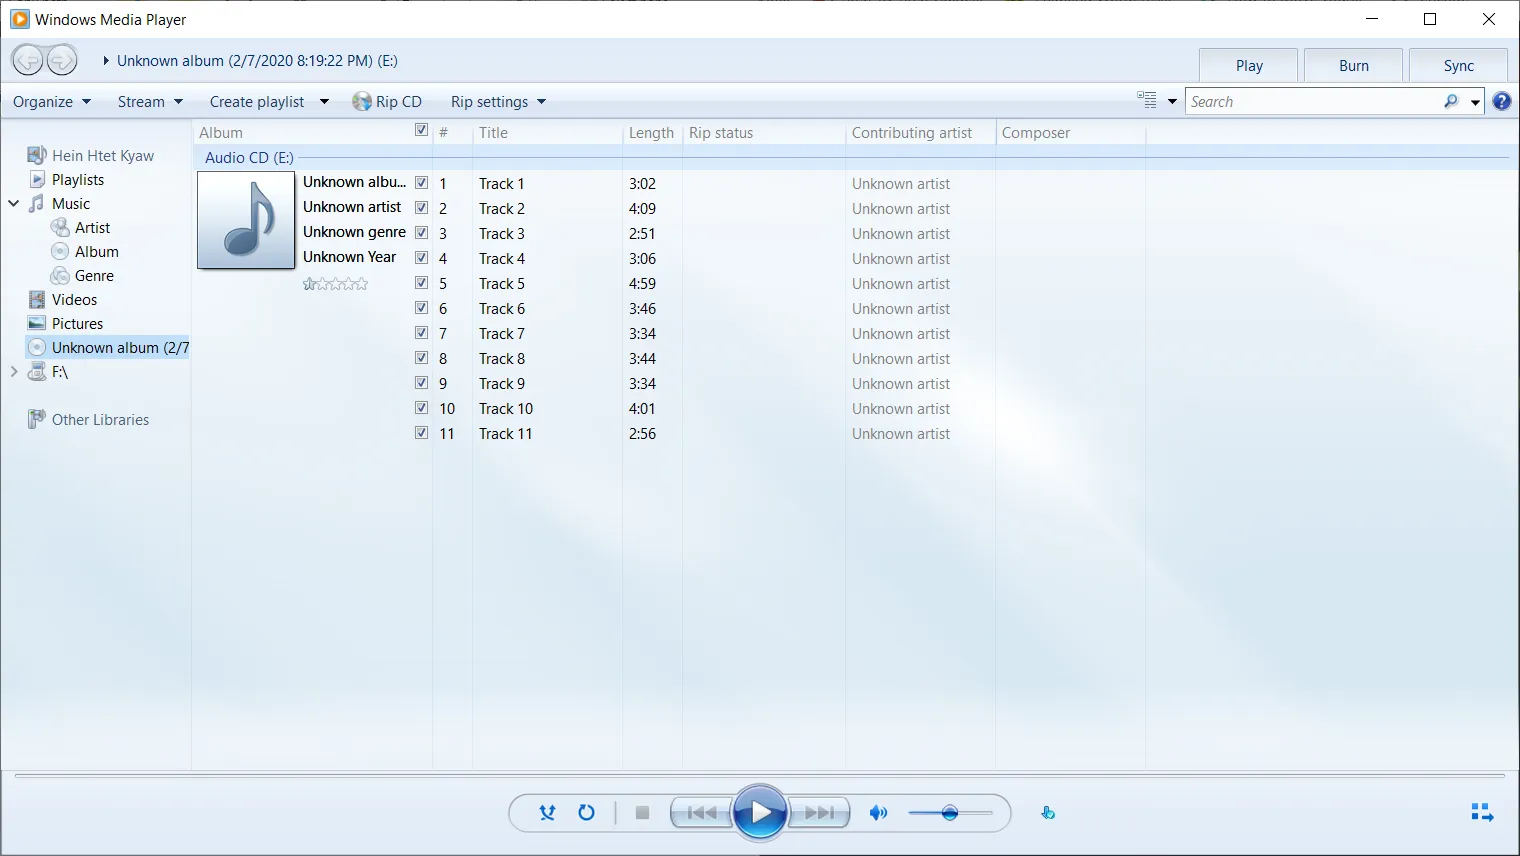 Windows Media Player
Unknown album (2/7/2020 8:19:22 PM) (E:)
Play Burn Sync
Organize Stream Create playlist Rip CD Rip settings Search
Album # Title Length Rip status Contributing artist Composer
Audio CD (E:)
Hein Htet Kyaw
Playlists
Music
Artist
Album
Genre
Videos
Pictures
Unknown album (2/7
F:\
Other Libraries
Unknown albu...
Unknown artist
Unknown genre
Unknown Year
1 Track 1 3:02 Unknown artist
2 Track 2 4:09 Unknown artist
3 Track 3 2:51 Unknown artist
4 Track 4 3:06 Unknown artist
5 Track 5 4:59 Unknown artist
6 Track 6 3:46 Unknown artist
7 Track 7 3:34 Unknown artist
8 Track 8 3:44 Unknown artist
9 Track 9 3:34 Unknown artist
10 Track 10 4:01 Unknown artist
11 Track 11 2:56 Unknown artist